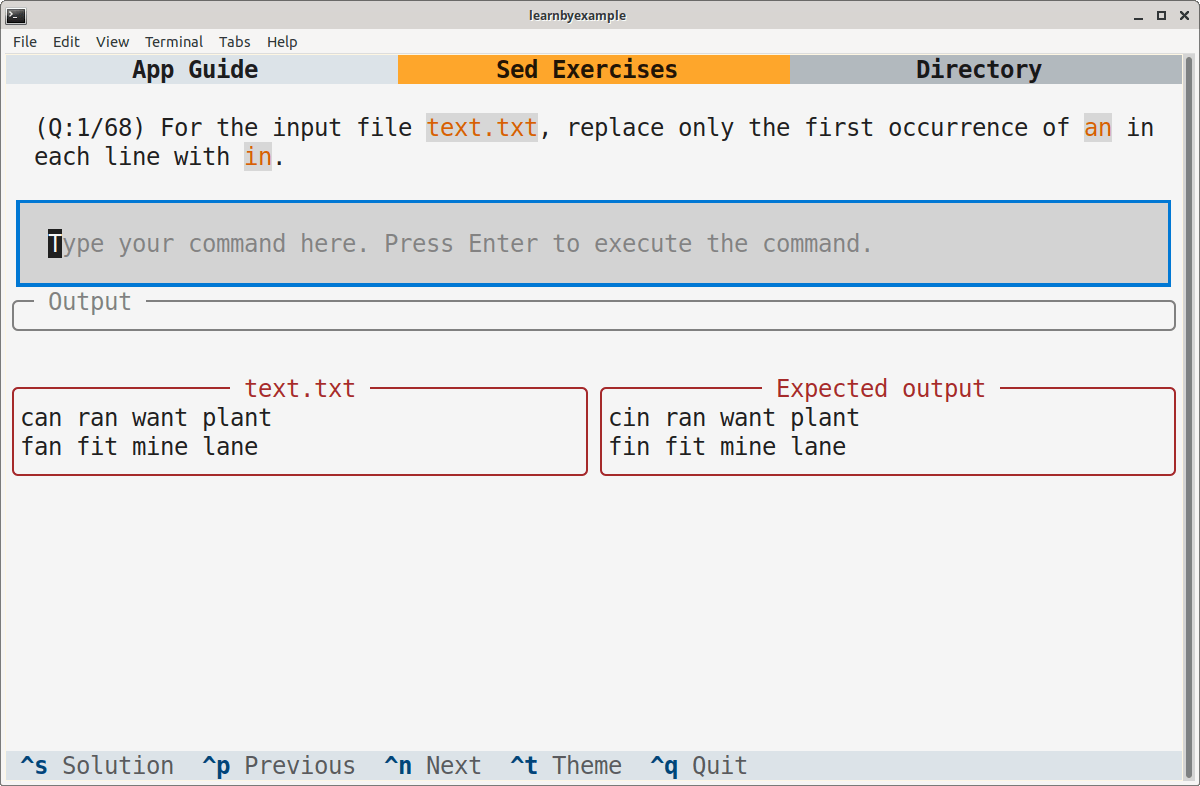 learnbyexample
File Edit View Terminal Tabs Help
App Guide Sed Exercises Directory
(Q:1/68) For the input file text.txt, replace only the first occurrence of an in
each line with in.
Type your command here. Press Enter to execute the command.
Output
text.txt
can ran want plant
fan fit mine lane
Expected output
cin ran want plant
fin fit mine lane
^s Solution ^p Previous ^n Next ^t Theme ^q Quit